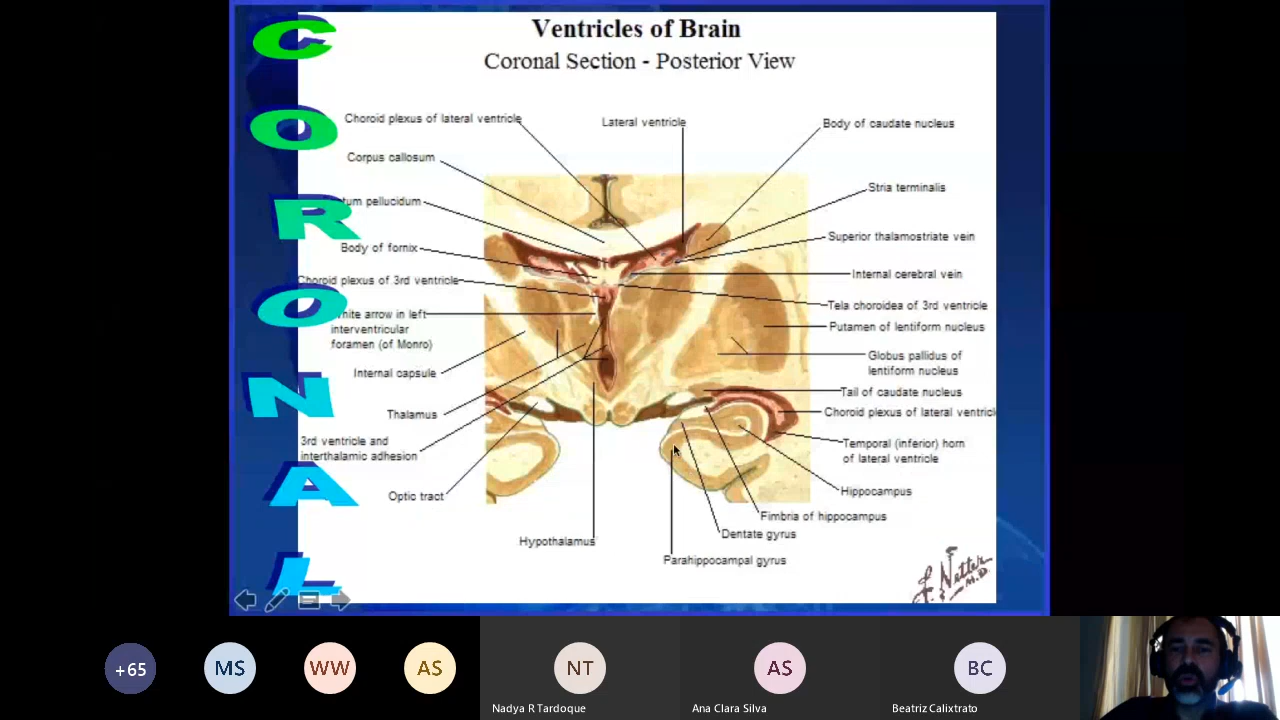 CORONAL
Ventricles of Brain
Coronal Section - Posterior View
Choroid plexus of lateral ventricle
Lateral ventricle
Body of caudate nucleus
Corpus callosum
Stria terminalis
tum pellucidum
Superior thalamostriate vein
Body of fornix
Internal cerebral vein
Choroid plexus of 3rd ventricle
Tela choroidea of 3rd ventricle
white arrow in left
interventricular
foramen (of Monro)
Putamen of lentiform nucleus
Globus pallidus of
lentiform nucleus
Internal capsule
Tail of caudate nucleus
Thalamus
Choroid plexus of lateral ventricl
3rd ventricle and
interthalamic adhesion
Temporal (inferior) horn
of lateral ventricle
Optic tract
Hippocampus
Fimbria of hippocampus
Hypothalamus
Dentate gyrus
Parahippocampal gyrus
F. Netter
M.D.
+65
MS
WW
AS
NT
AS
BC
Nadya R Tardoque
Ana Clara Silva
Beatriz Calixtrato